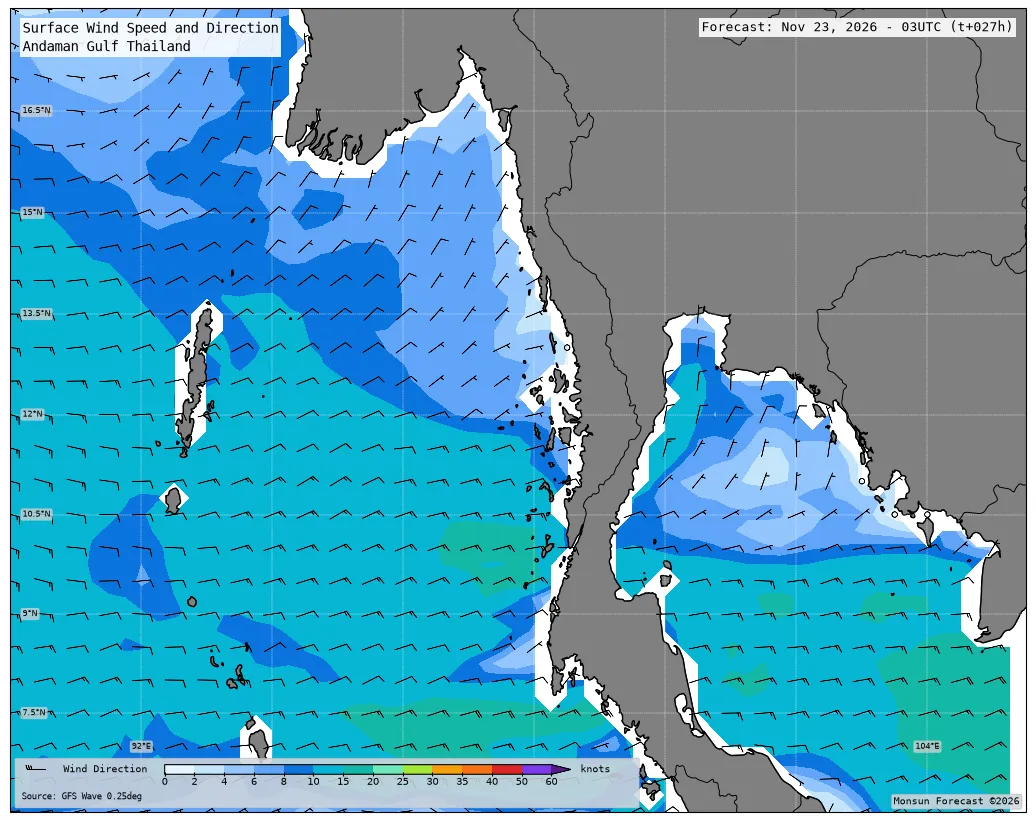 Surface Wind Speed and Direction
Andaman Gulf Thailand
Forecast: Nov 23, 2026 - 03UTC (t+027h)
16.5°N
15°N
13.5°N
12°N
10.5°N
9°N
7.5°N
92°E
104°E
Wind Direction
knots
0 2 4 6 8 10 15 20 25 30 35 40 50 60
Source: GFS Wave 0.25deg
Monsun Forecast ©2026